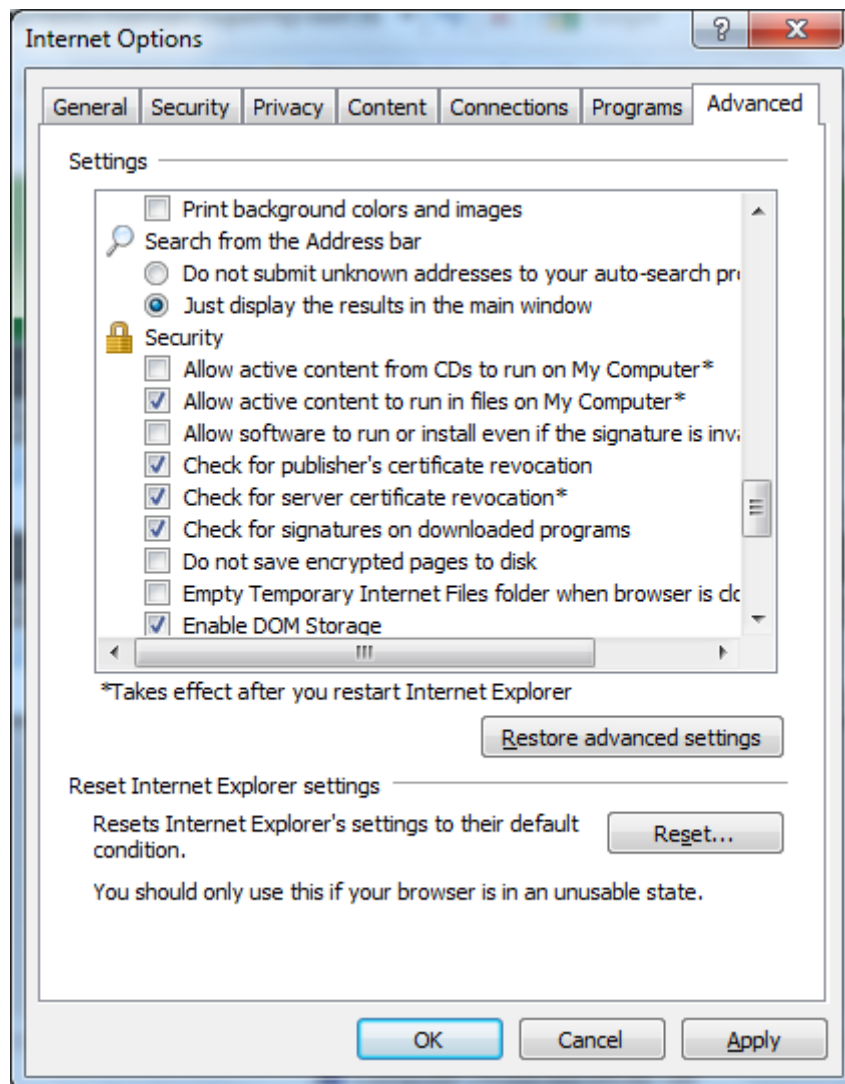 Internet Options
General Security Privacy Content Connections Programs Advanced
Settings
Print background colors and images
Search from the Address bar
Do not submit unknown addresses to your auto-search pr
Just display the results in the main window
Security
Allow active content from CDs to run on My Computer*
Allow active content to run in files on My Computer*
Allow software to run or install even if the signature is inva
Check for publisher's certificate revocation
Check for server certificate revocation*
Check for signatures on downloaded programs
Do not save encrypted pages to disk
Empty Temporary Internet Files folder when browser is clo
Enable DOM Storage
*Takes effect after you restart Internet Explorer
Restore advanced settings
Reset Internet Explorer settings
Resets Internet Explorer's settings to their default
condition.
Reset...
You should only use this if your browser is in an unusable state.
OK Cancel Apply